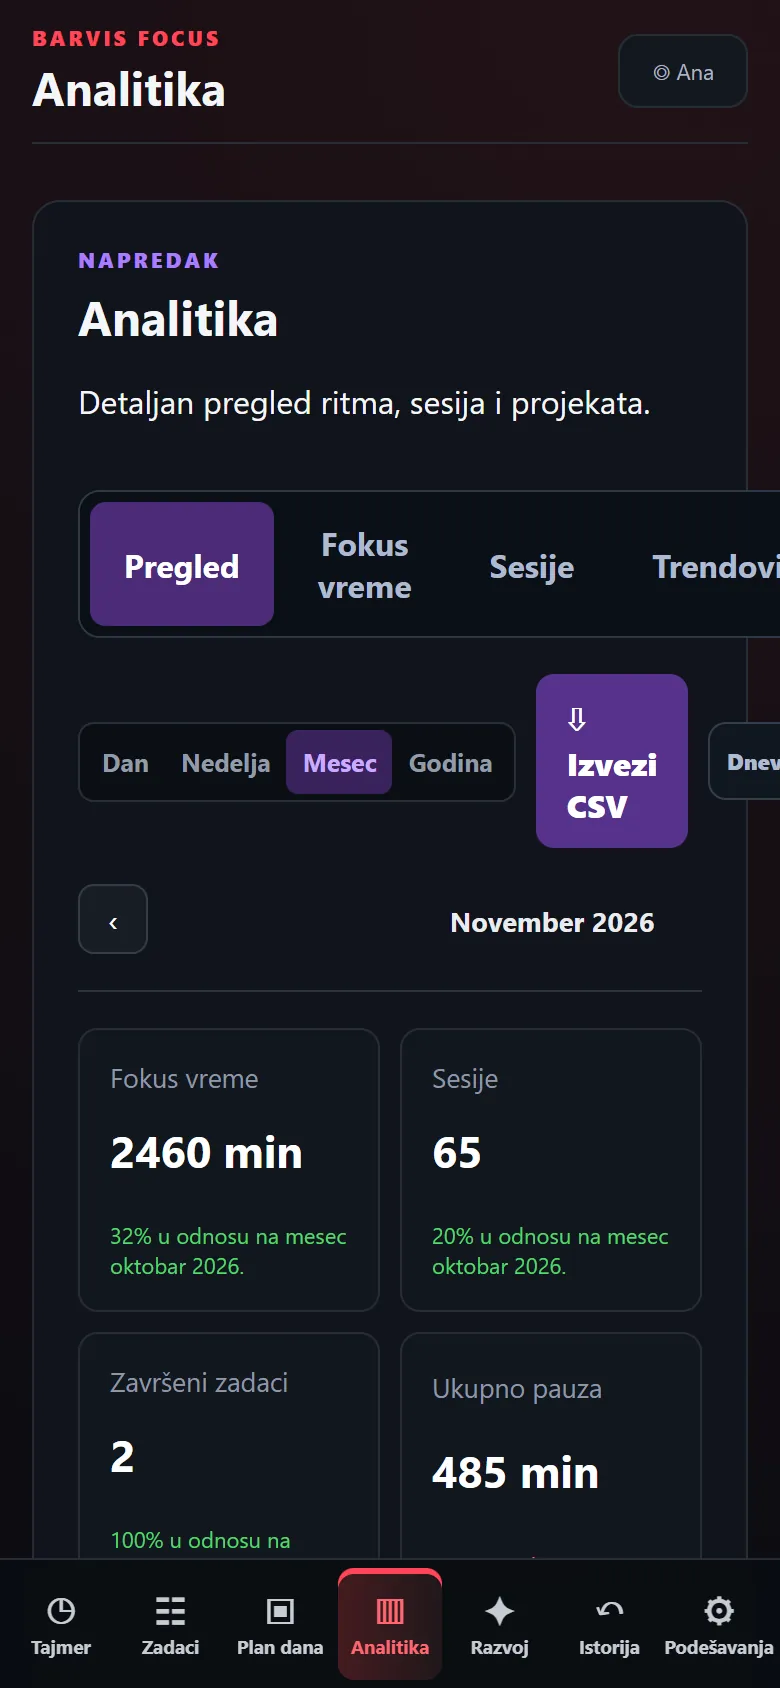 BARVIS FOCUS
Analitika
◎ Ana
NAPREDAK
Analitika
Detaljan pregled ritma, sesija i projekata.
Pregled
Fokus
vreme
Sesije
Trendovi
Dan
Nedelja
Mesec
Godina
⇩
Izvezi
CSV
Dnev
‹
November 2026
Fokus vreme
2460 min
32% u odnosu na mesec
oktobar 2026.
Sesije
65
20% u odnosu na mesec
oktobar 2026.
Završeni zadaci
2
100% u odnosu na
Ukupno pauza
485 min
Tajmer
Zadaci
Plan dana
Analitika
Razvoj
Istorija
Podešavanja